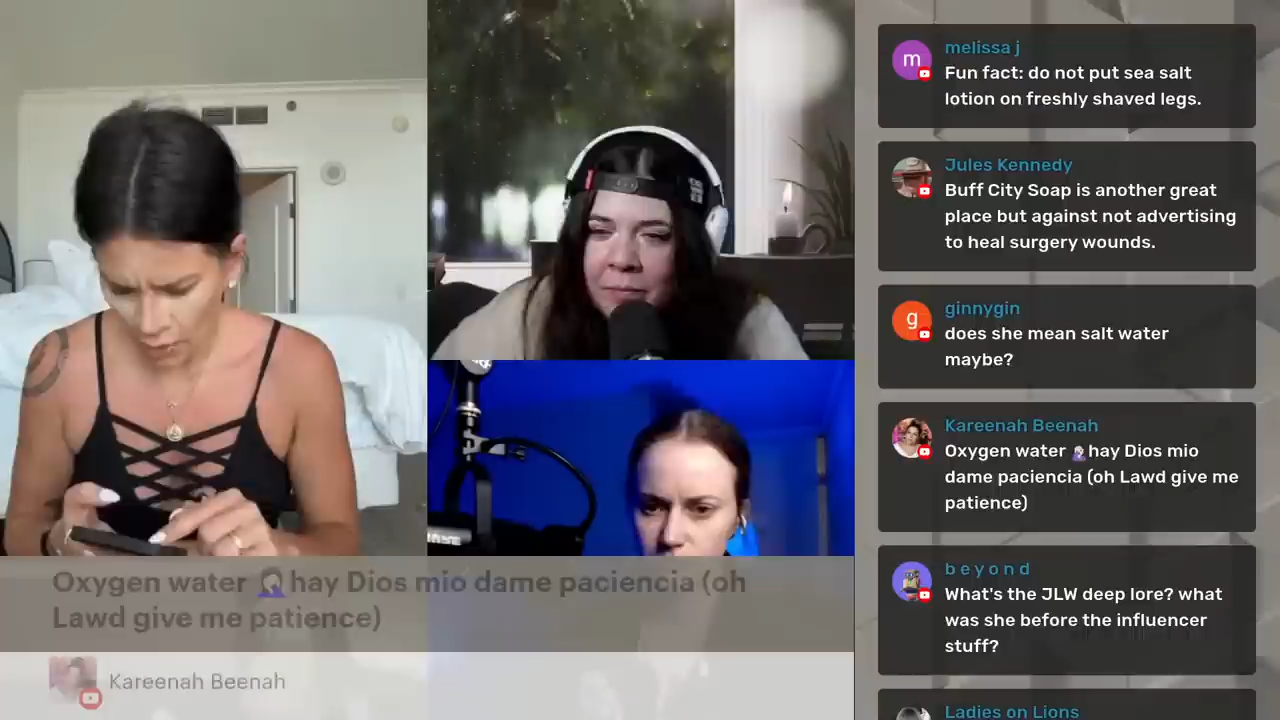 melissa j
Fun fact: do not put sea salt
lotion on freshly shaved legs.
Jules Kennedy
Buff City Soap is another great
place but against not advertising
to heal surgery wounds.
ginnygin
does she mean salt water
maybe?
Kareenah Beenah
Oxygen water 🤦🏻‍♀️hay Dios mio
dame paciencia (oh Lawd give me
patience)
b e y o n d
What's the JLW deep lore? what
was she before the influencer
stuff?
Ladies on Lions
Oxygen water 🤦🏻‍♀️hay Dios mio dame paciencia (oh
Lawd give me patience)
Kareenah Beenah
m
g